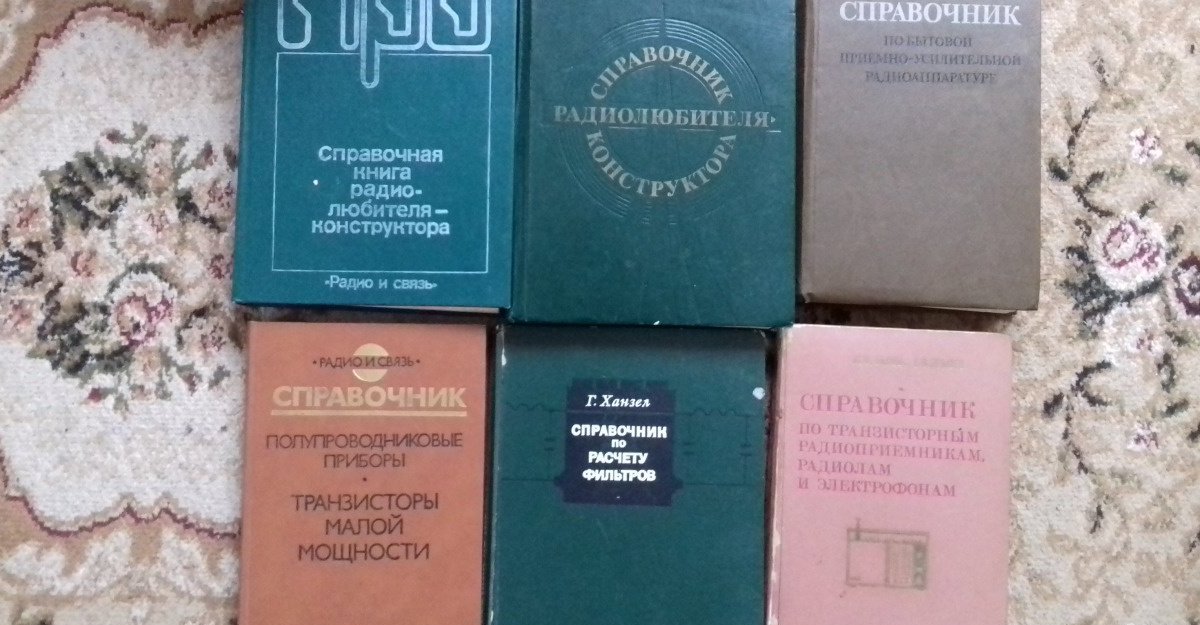 Справочная
книга
радио-
любителя–
конструктора
«Радио и связь»
СПРАВОЧНИК
РАДИОЛЮБИТЕЛЯ-
КОНСТРУКТОРА
СПРАВОЧНИК
ПО БЫТОВОЙ
ПРИЕМНО-УСИЛИТЕЛЬНОЙ
РАДИОАППАРАТУРЕ
•РАДИО И СВЯЗЬ•
СПРАВОЧНИК
ПОЛУПРОВОДНИКОВЫЕ
ПРИБОРЫ
•
ТРАНЗИСТОРЫ
МАЛОЙ
МОЩНОСТИ
Г. Ханзел
СПРАВОЧНИК
ПО
РАСЧЕТУ
ФИЛЬТРОВ
СПРАВОЧНИК
ПО ТРАНЗИСТОРНЫМ
РАДИОПРИЕМНИКАМ,
РАДИОЛАМ
И ЭЛЕКТРОФОНАМ